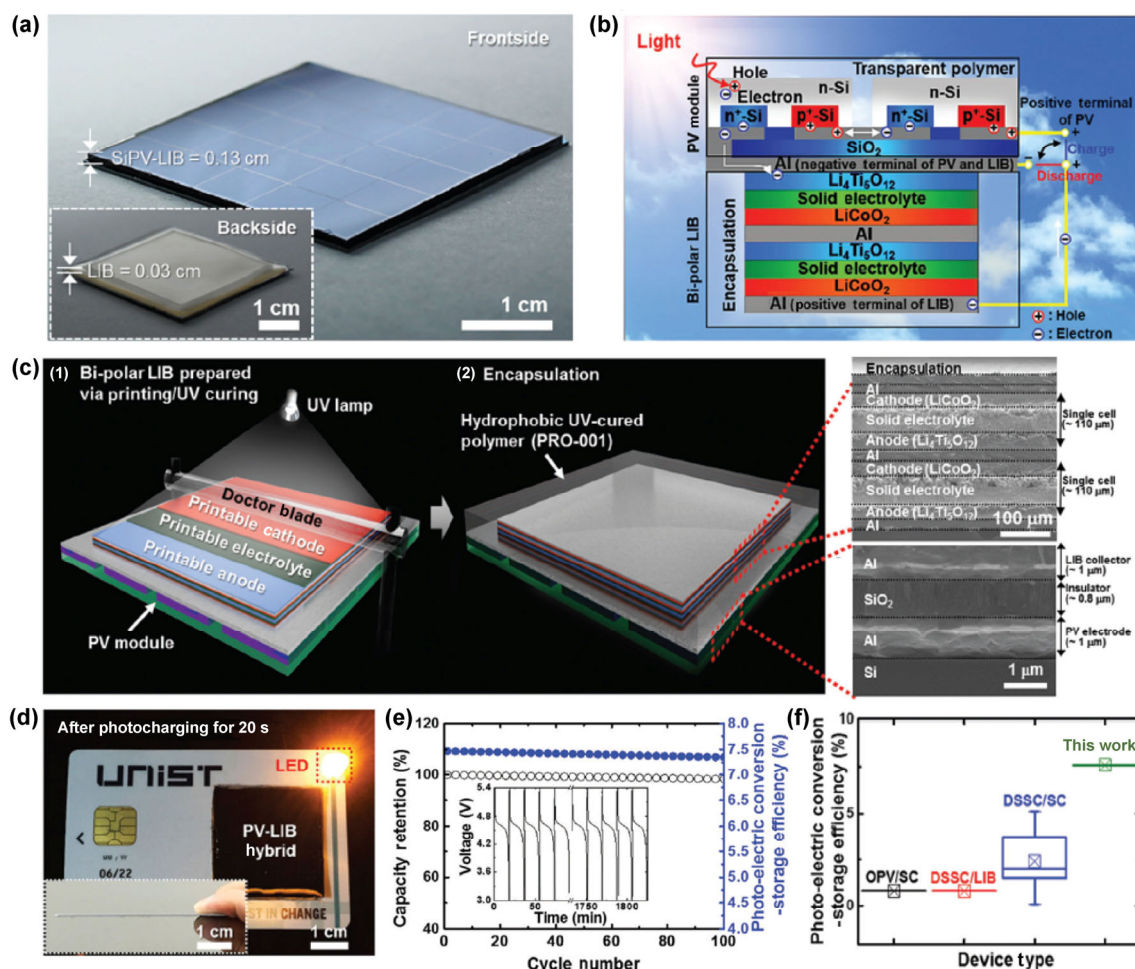 (a)
Frontside
SiPV-LIB = 0.13 cm
Backside
LIB = 0.03 cm
1 cm
1 cm
(b)
Light
Hole
Transparent polymer
n-Si
n-Si
Electron
n+-Si
p+-Si
n+-Si
p+-Si
PV module
SiO2
Al (negative terminal of PV and LIB)
Positive terminal
of PV
+
Charge
-
+
Discharge
Bi-polar LIB
Encapsulation
Li4Ti5O12
Solid electrolyte
LiCoO2
Al
Li4Ti5O12
Solid electrolyte
LiCoO2
Al (positive terminal of LIB)
+ : Hole
- : Electron
(c)
(1) Bi-polar LIB prepared
via printing/UV curing
UV lamp
Doctor blade
Printable cathode
Printable electrolyte
Printable anode
PV module
(2) Encapsulation
Hydrophobic UV-cured
polymer (PRO-001)
Encapsulation
Al
Cathode (LiCoO2)
Solid electrolyte
Anode (Li4Ti5O12)
Al
Cathode (LiCoO2)
Solid electrolyte
Anode (Li4Ti5O12)
Al
Single cell
(~ 110 μm)
Single cell
(~ 110 μm)
100 μm
Al
SiO2
Al
Si
LIB collector
(~ 1 μm)
Insulator
(~ 0.8 μm)
PV electrode
(~ 1 μm)
1 μm
(d)
After photocharging for 20 s
UNIST
LED
PV-LIB
hybrid
MM / YY
06/22
ST IN CHANGE
1 cm
1 cm
(e)
Capacity retention (%)
120
100
80
60
40
Photo-electric conversion
-storage efficiency (%)
8.0
7.5
7.0
6.5
6.0
5.5
5.0
4.5
4.0
Voltage (V)
5.4
4.8
4.2
3.6
3.0
0
50
1750
1800
Time (min)
0
20
40
60
80
100
Cycle number
(f)
Photo-electric conversion
-storage efficiency (%)
10
5
0
OPV/SC
DSSC/LIB
DSSC/SC
This work
Device type